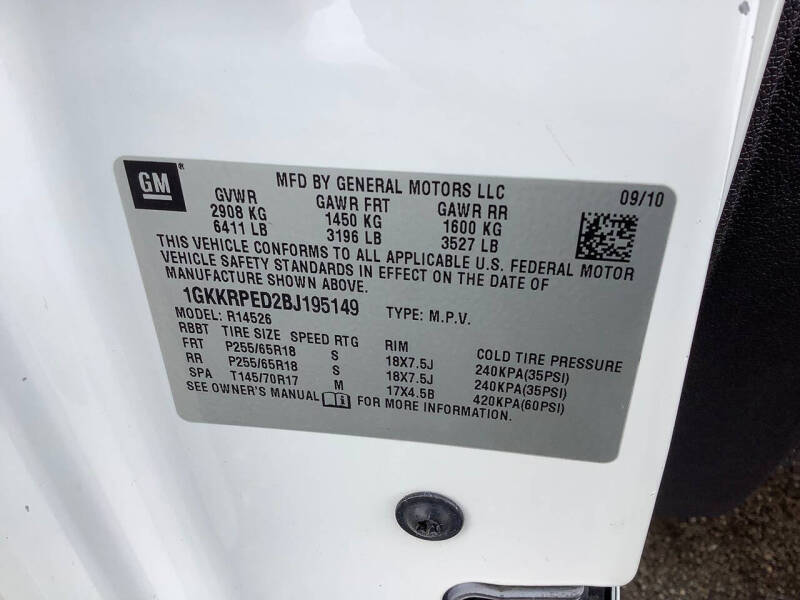 GM
®
MFD BY GENERAL MOTORS LLC 09/10
GVWR GAWR FRT GAWR RR
2908 KG 1450 KG 1600 KG
6411 LB 3196 LB 3527 LB
THIS VEHICLE CONFORMS TO ALL APPLICABLE U.S. FEDERAL MOTOR
VEHICLE SAFETY STANDARDS IN EFFECT ON THE DATE OF
MANUFACTURE SHOWN ABOVE.
1GKKRPED2BJ195149 TYPE: M.P.V.
MODEL: R14526
RBBT TIRE SIZE SPEED RTG RIM COLD TIRE PRESSURE
FRT P255/65R18 S 18X7.5J 240KPA(35PSI)
RR P255/65R18 S 18X7.5J 240KPA(35PSI)
SPA T145/70R17 M 17X4.5B 420KPA(60PSI)
SEE OWNER'S MANUAL FOR MORE INFORMATION.